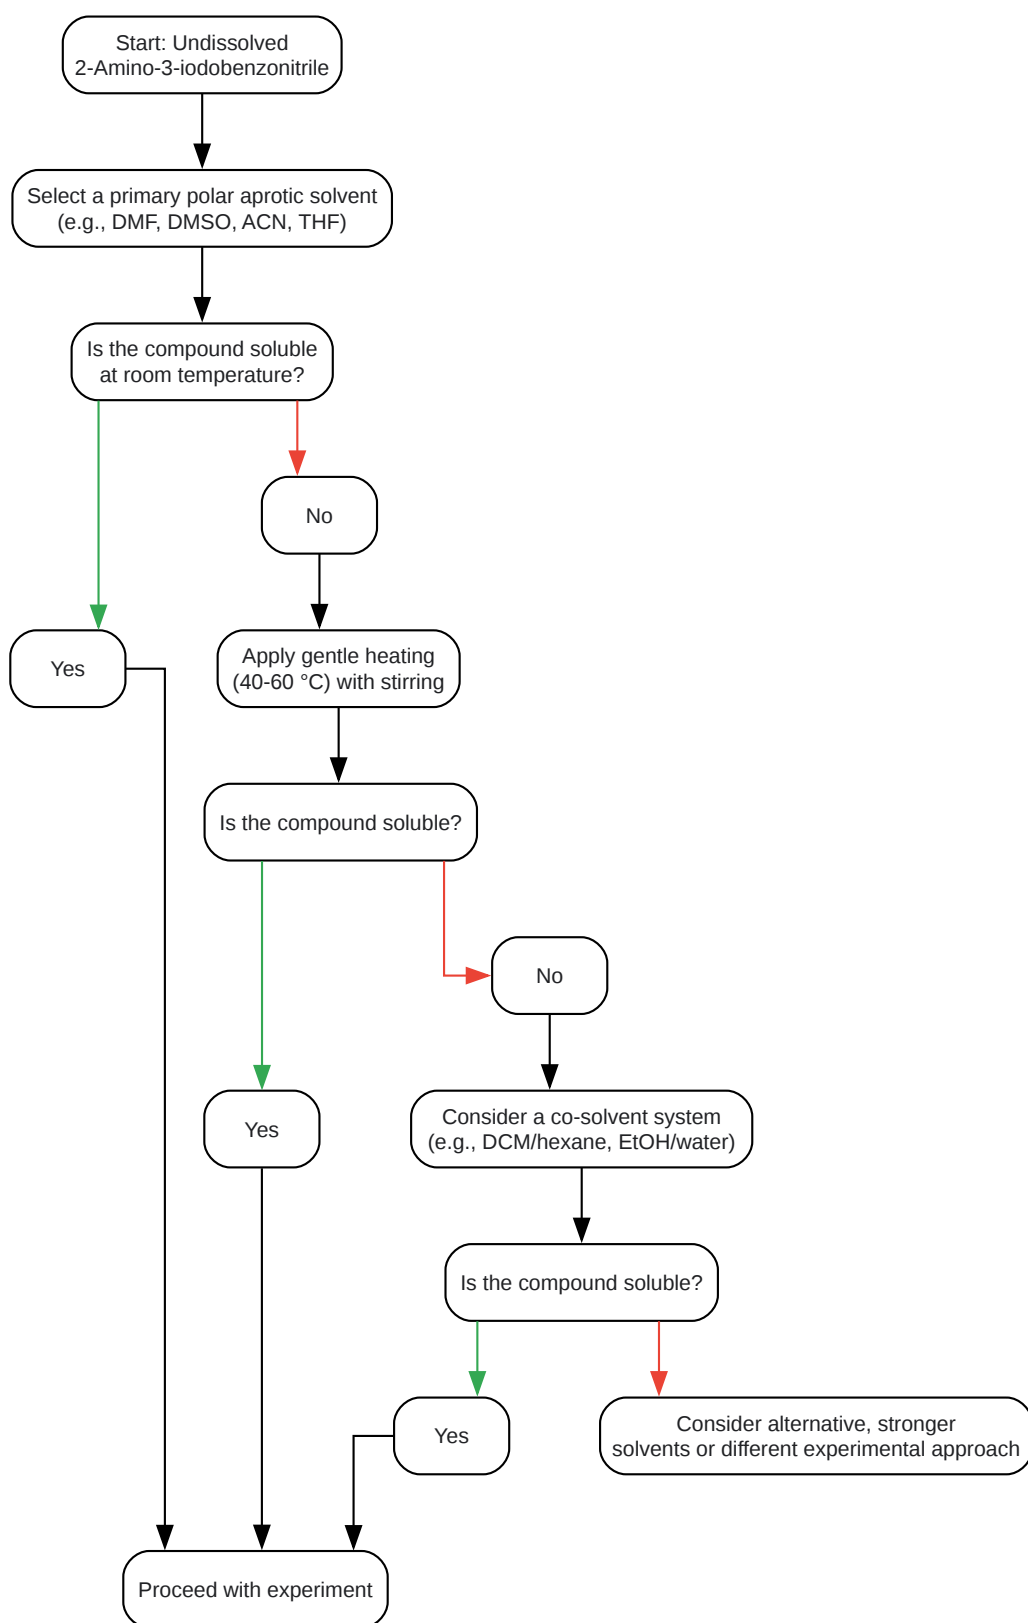 Start: Undissolved
2-Amino-3-iodobenzonitrile
Select a primary polar aprotic solvent
(e.g., DMF, DMSO, ACN, THF)
Is the compound soluble
at room temperature?
No
Yes
Apply gentle heating
(40-60 °C) with stirring
Is the compound soluble?
No
Yes
Consider a co-solvent system
(e.g., DCM/hexane, EtOH/water)
Is the compound soluble?
Yes
Consider alternative, stronger
solvents or different experimental approach
Proceed with experiment